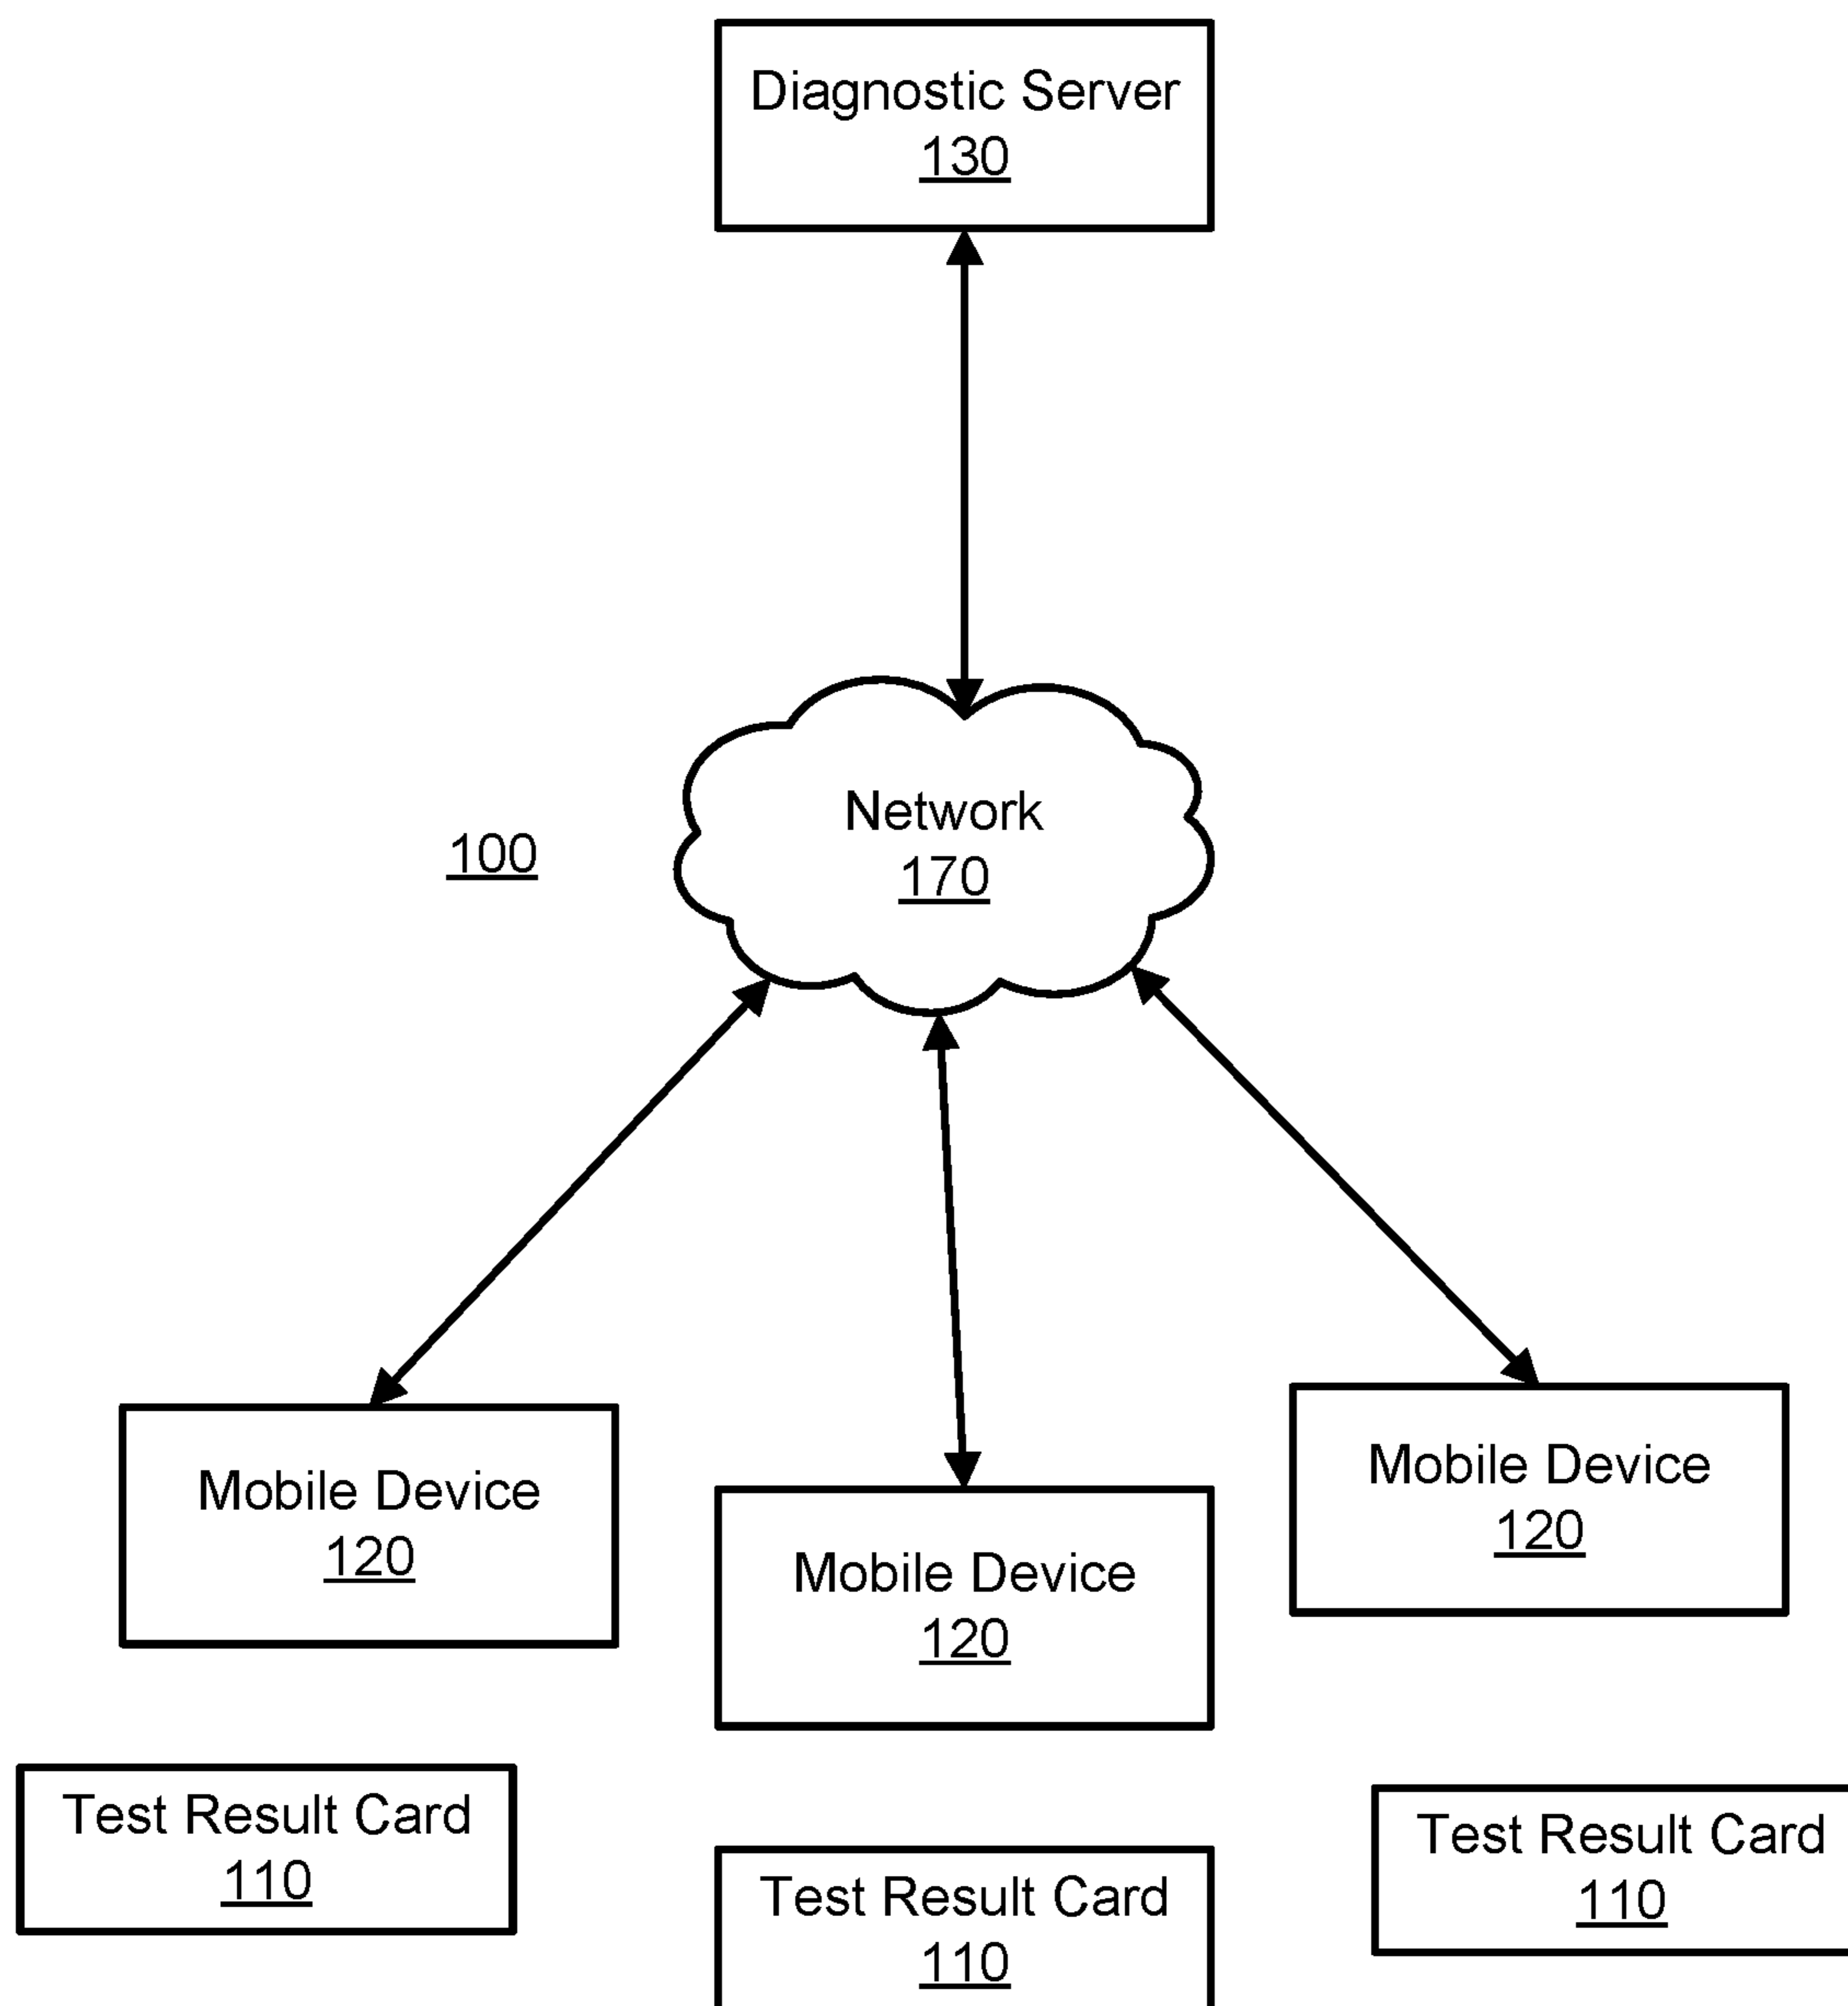 Diagnostic Server
130
Network
170
100
Mobile Device
120
Mobile Device
120
Mobile Device
120
Test Result Card
110
Test Result Card
110
Test Result Card
110